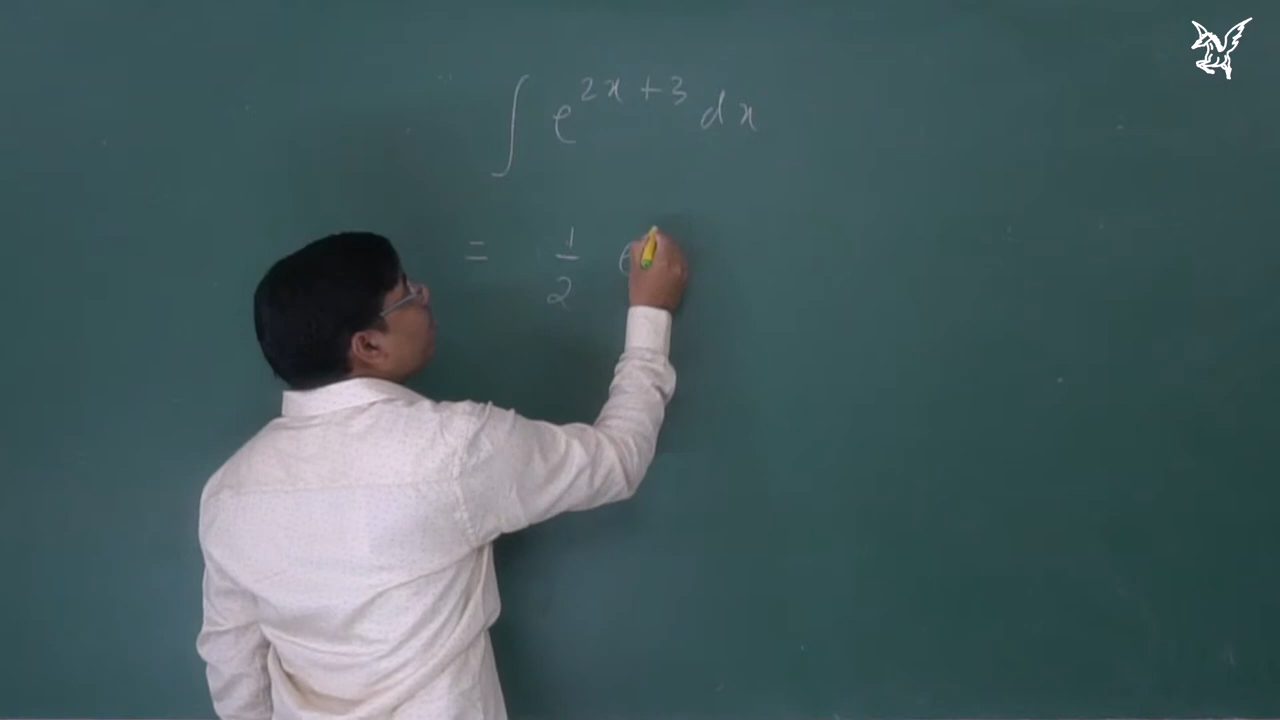 ∫ e^{2x+3} dx
= 1/2 e